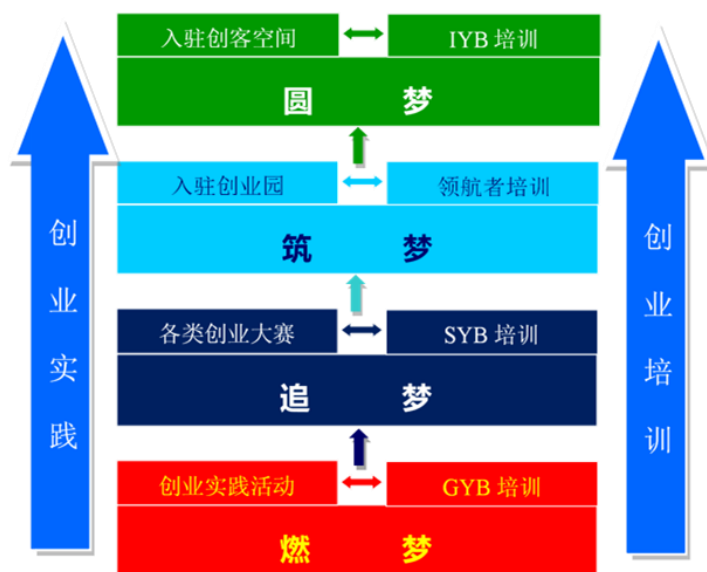 入驻创客空间
IYB 培训
圆 梦
入驻创业园
领航者培训
筑 梦
各类创业大赛
SYB 培训
追 梦
创业实践活动
GYB 培训
燃 梦
创业实践
创业培训